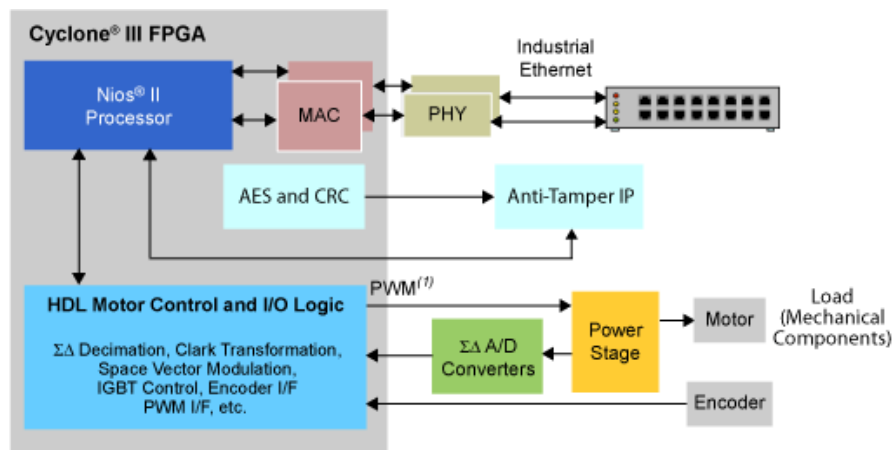 Cyclone® III FPGA
Nios® II
Processor
MAC
PHY
Industrial
Ethernet
AES and CRC
Anti-Tamper IP
HDL Motor Control and I/O Logic
ΣΔ Decimation, Clark Transformation,
Space Vector Modulation,
IGBT Control, Encoder I/F
PWM I/F, etc.
PWM(1)
ΣΔ A/D
Converters
Power
Stage
Motor
Load
(Mechanical
Components)
Encoder